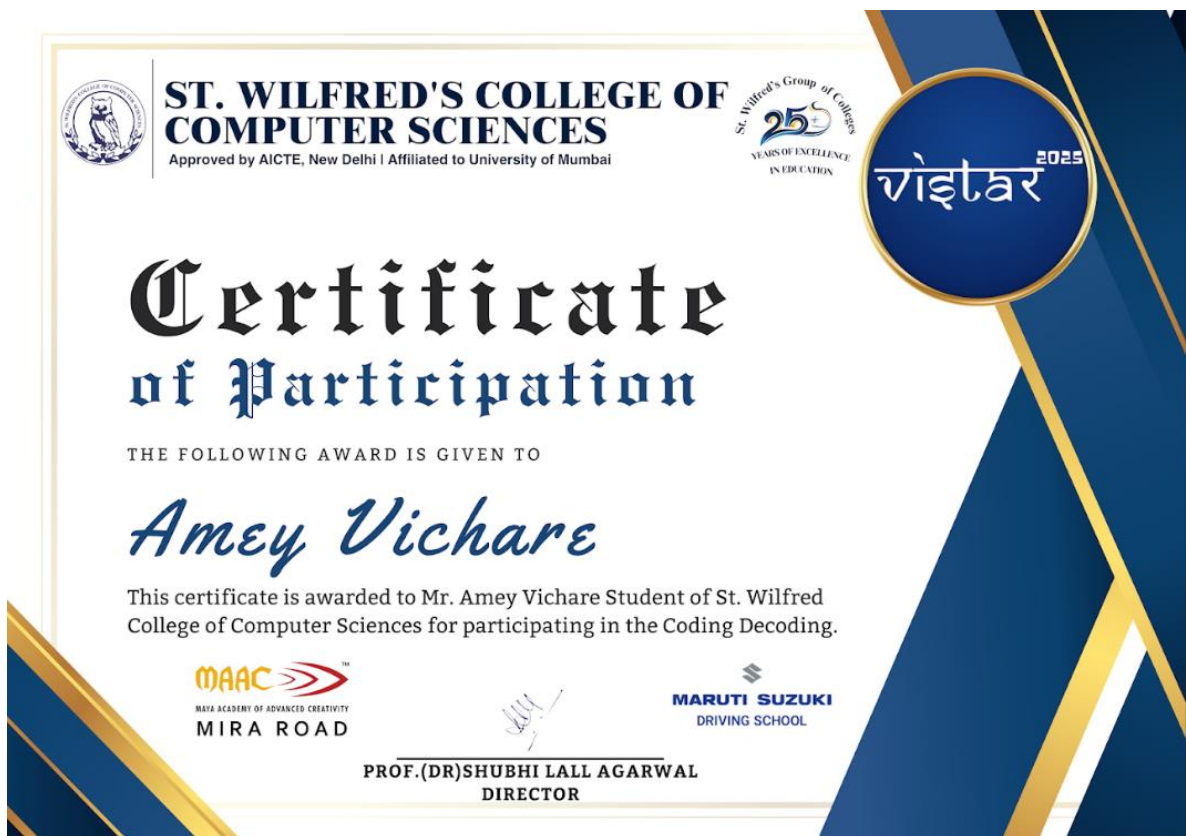 ST. WILFRED'S COLLEGE OF
COMPUTER SCIENCES
Approved by AICTE, New Delhi I Affiliated to University of Mumbai
St. Wilfred's Group of Colleges
25
YEARS OF EXCELLENCE
IN EDUCATION
vistar 2025
Certificate
of Participation
THE FOLLOWING AWARD IS GIVEN TO
Amey Vichare
This certificate is awarded to Mr. Amey Vichare Student of St. Wilfred
College of Computer Sciences for participating in the Coding Decoding.
MAAC TM
MAYA ACADEMY OF ADVANCED CREATIVITY
MIRA ROAD
MARUTI SUZUKI
DRIVING SCHOOL
PROF.(DR)SHUBHI LALL AGARWAL
DIRECTOR